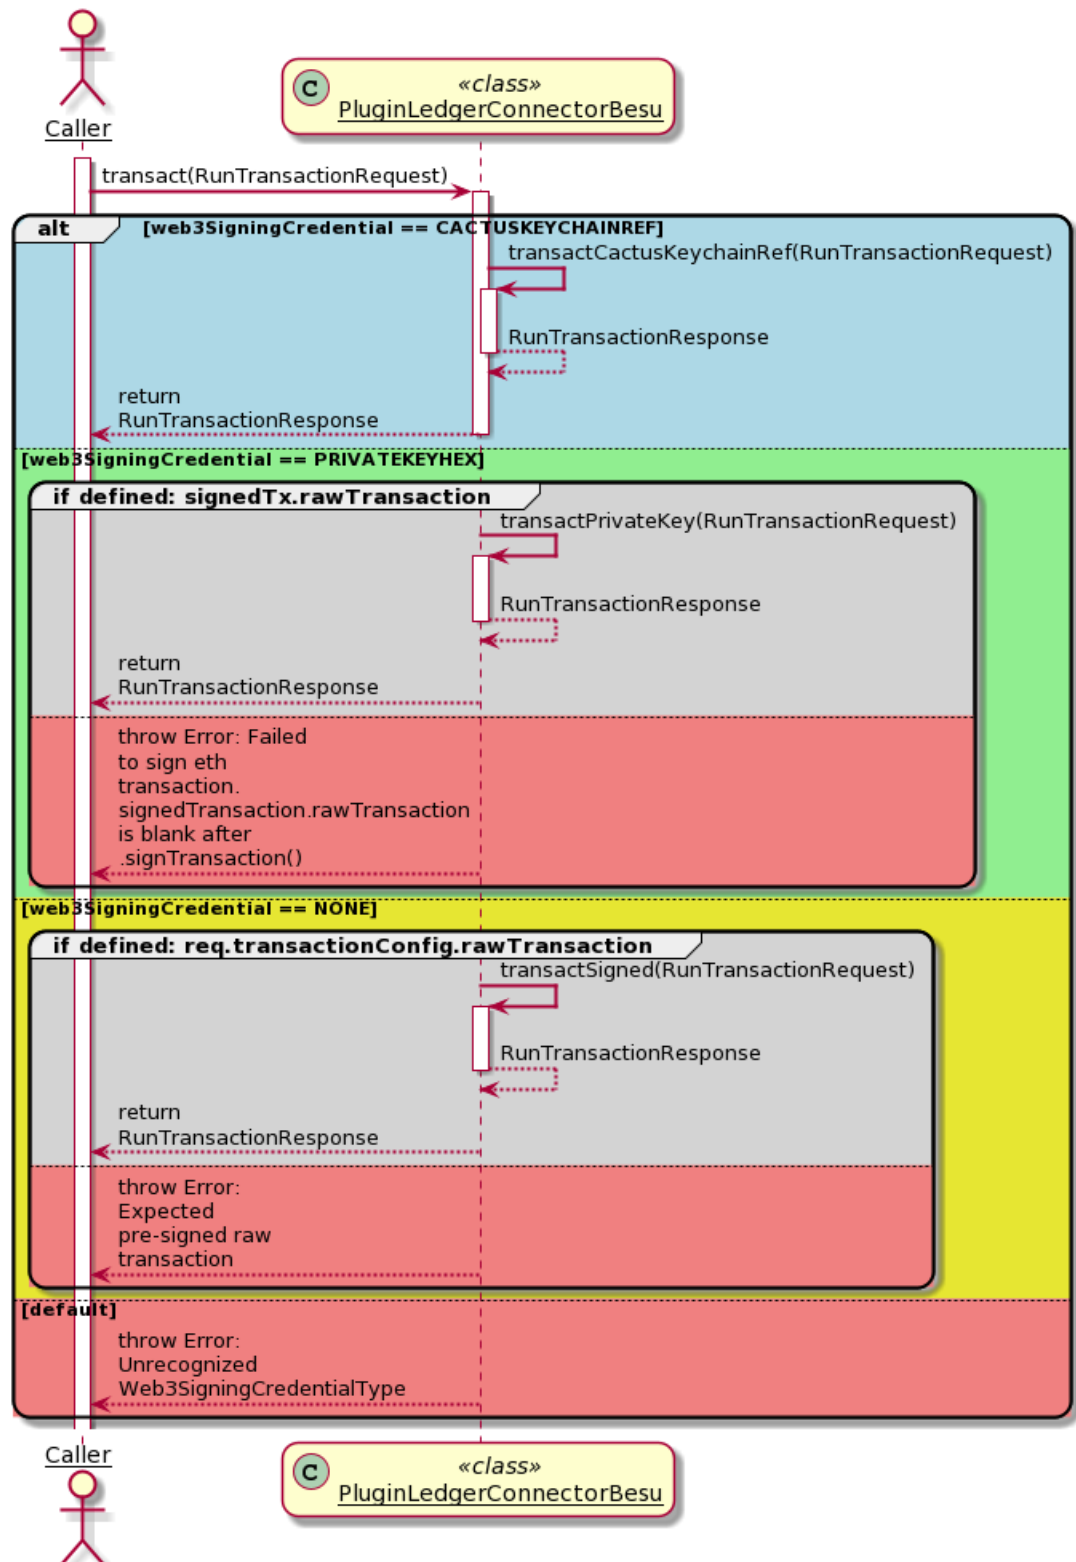 Caller
C
«class»
PluginLedgerConnectorBesu
transact(RunTransactionRequest)
alt
[web3SigningCredential == CACTUSKEYCHAINREF]
transactCactusKeychainRef(RunTransactionRequest)
RunTransactionResponse
return
RunTransactionResponse
[web3SigningCredential == PRIVATEKEYHEX]
if defined: signedTx.rawTransaction
transactPrivateKey(RunTransactionRequest)
RunTransactionResponse
return
RunTransactionResponse
throw Error: Failed
to sign eth
transaction.
signedTransaction.rawTransaction
is blank after
.signTransaction()
[web3SigningCredential == NONE]
if defined: req.transactionConfig.rawTransaction
transactSigned(RunTransactionRequest)
RunTransactionResponse
return
RunTransactionResponse
throw Error:
Expected
pre-signed raw
transaction
[default]
throw Error:
Unrecognized
Web3SigningCredentialType
Caller
C
«class»
PluginLedgerConnectorBesu